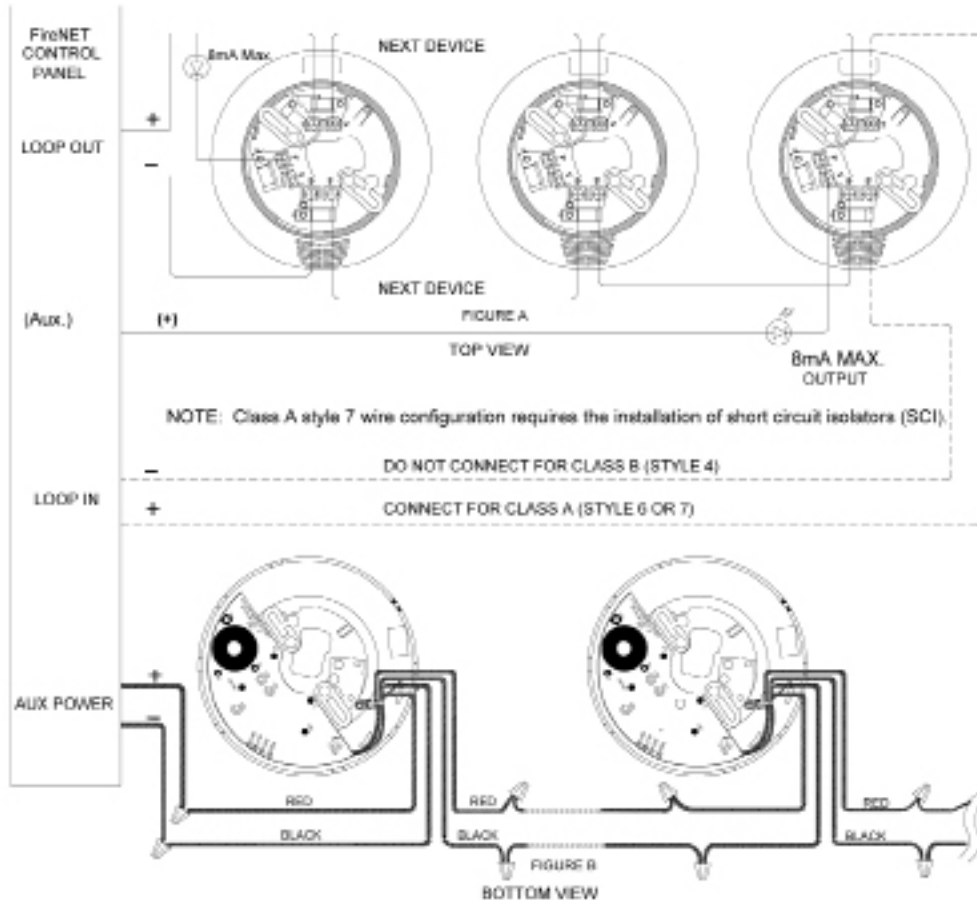 FireNET
CONTROL
PANEL
8mA Max.
NEXT DEVICE
+
LOOP OUT
−
NEXT DEVICE
(Aux.)
(+)
FIGURE A
TOP VIEW
8mA MAX.
OUTPUT
NOTE: Class A style 7 wire configuration requires the installation of short circuit isolators (SCI).
−
DO NOT CONNECT FOR CLASS B (STYLE 4)
LOOP IN
+
CONNECT FOR CLASS A (STYLE 6 OR 7)
+
AUX POWER
−
RED
RED
RED
BLACK
BLACK
BLACK
FIGURE B
BOTTOM VIEW